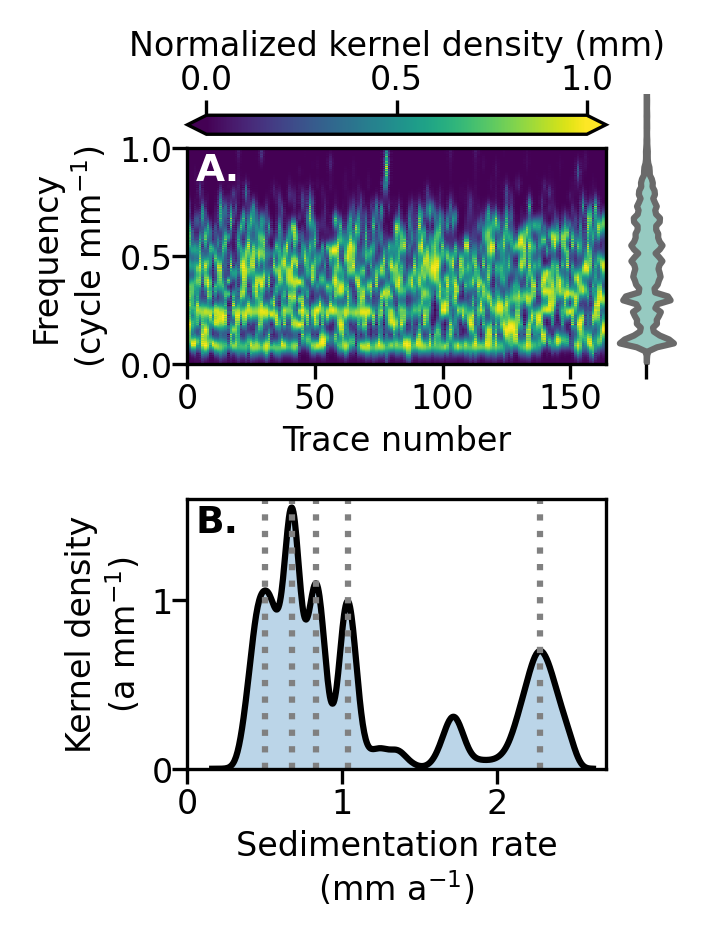 Normalized kernel density (mm)
0.0 0.5 1.0
A.
1.0
0.5
0.0
Frequency
(cycle mm⁻¹)
0 50 100 150
Trace number
B.
1
0
Kernel density
(a mm⁻¹)
0 1 2
Sedimentation rate
(mm a⁻¹)